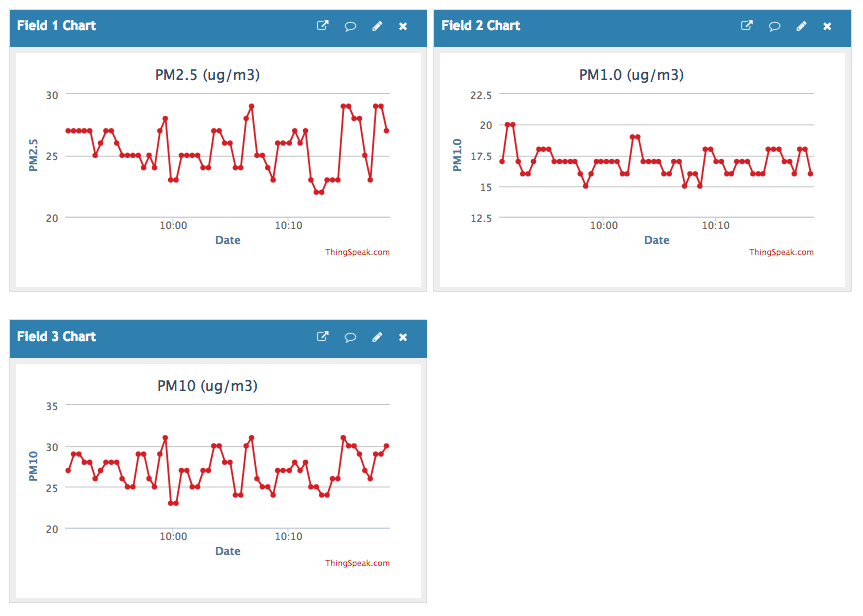 Field 1 Chart
PM2.5 (ug/m3)
30
25
20
PM2.5
10:00 10:10
Date
ThingSpeak.com
Field 2 Chart
PM1.0 (ug/m3)
22.5
20
17.5
15
12.5
PM1.0
10:00 10:10
Date
ThingSpeak.com
Field 3 Chart
PM10 (ug/m3)
35
30
25
20
PM10
10:00 10:10
Date
ThingSpeak.com